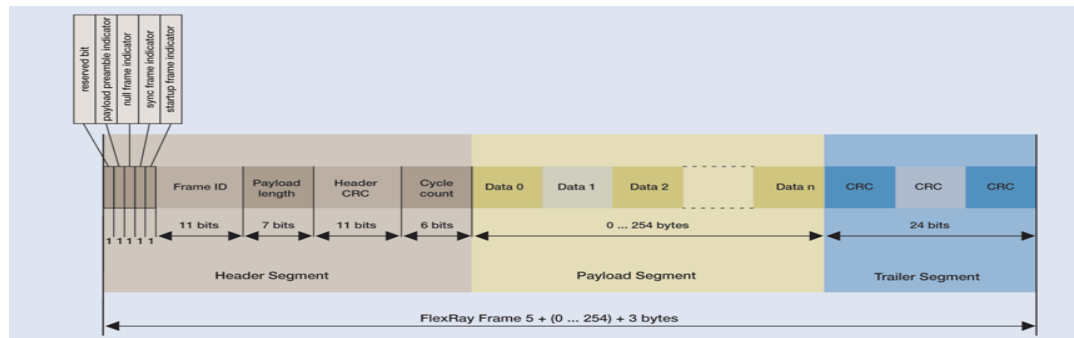 reserved bit
payload preamble indicator
null frame indicator
sync frame indicator
startup frame indicator
Frame ID
Payload length
Header CRC
Cycle count
Data 0
Data 1
Data 2
Data n
CRC
CRC
CRC
1 1 1 1 1
11 bits
7 bits
11 bits
6 bits
0 ... 254 bytes
24 bits
Header Segment
Payload Segment
Trailer Segment
FlexRay Frame 5 + (0 ... 254) + 3 bytes